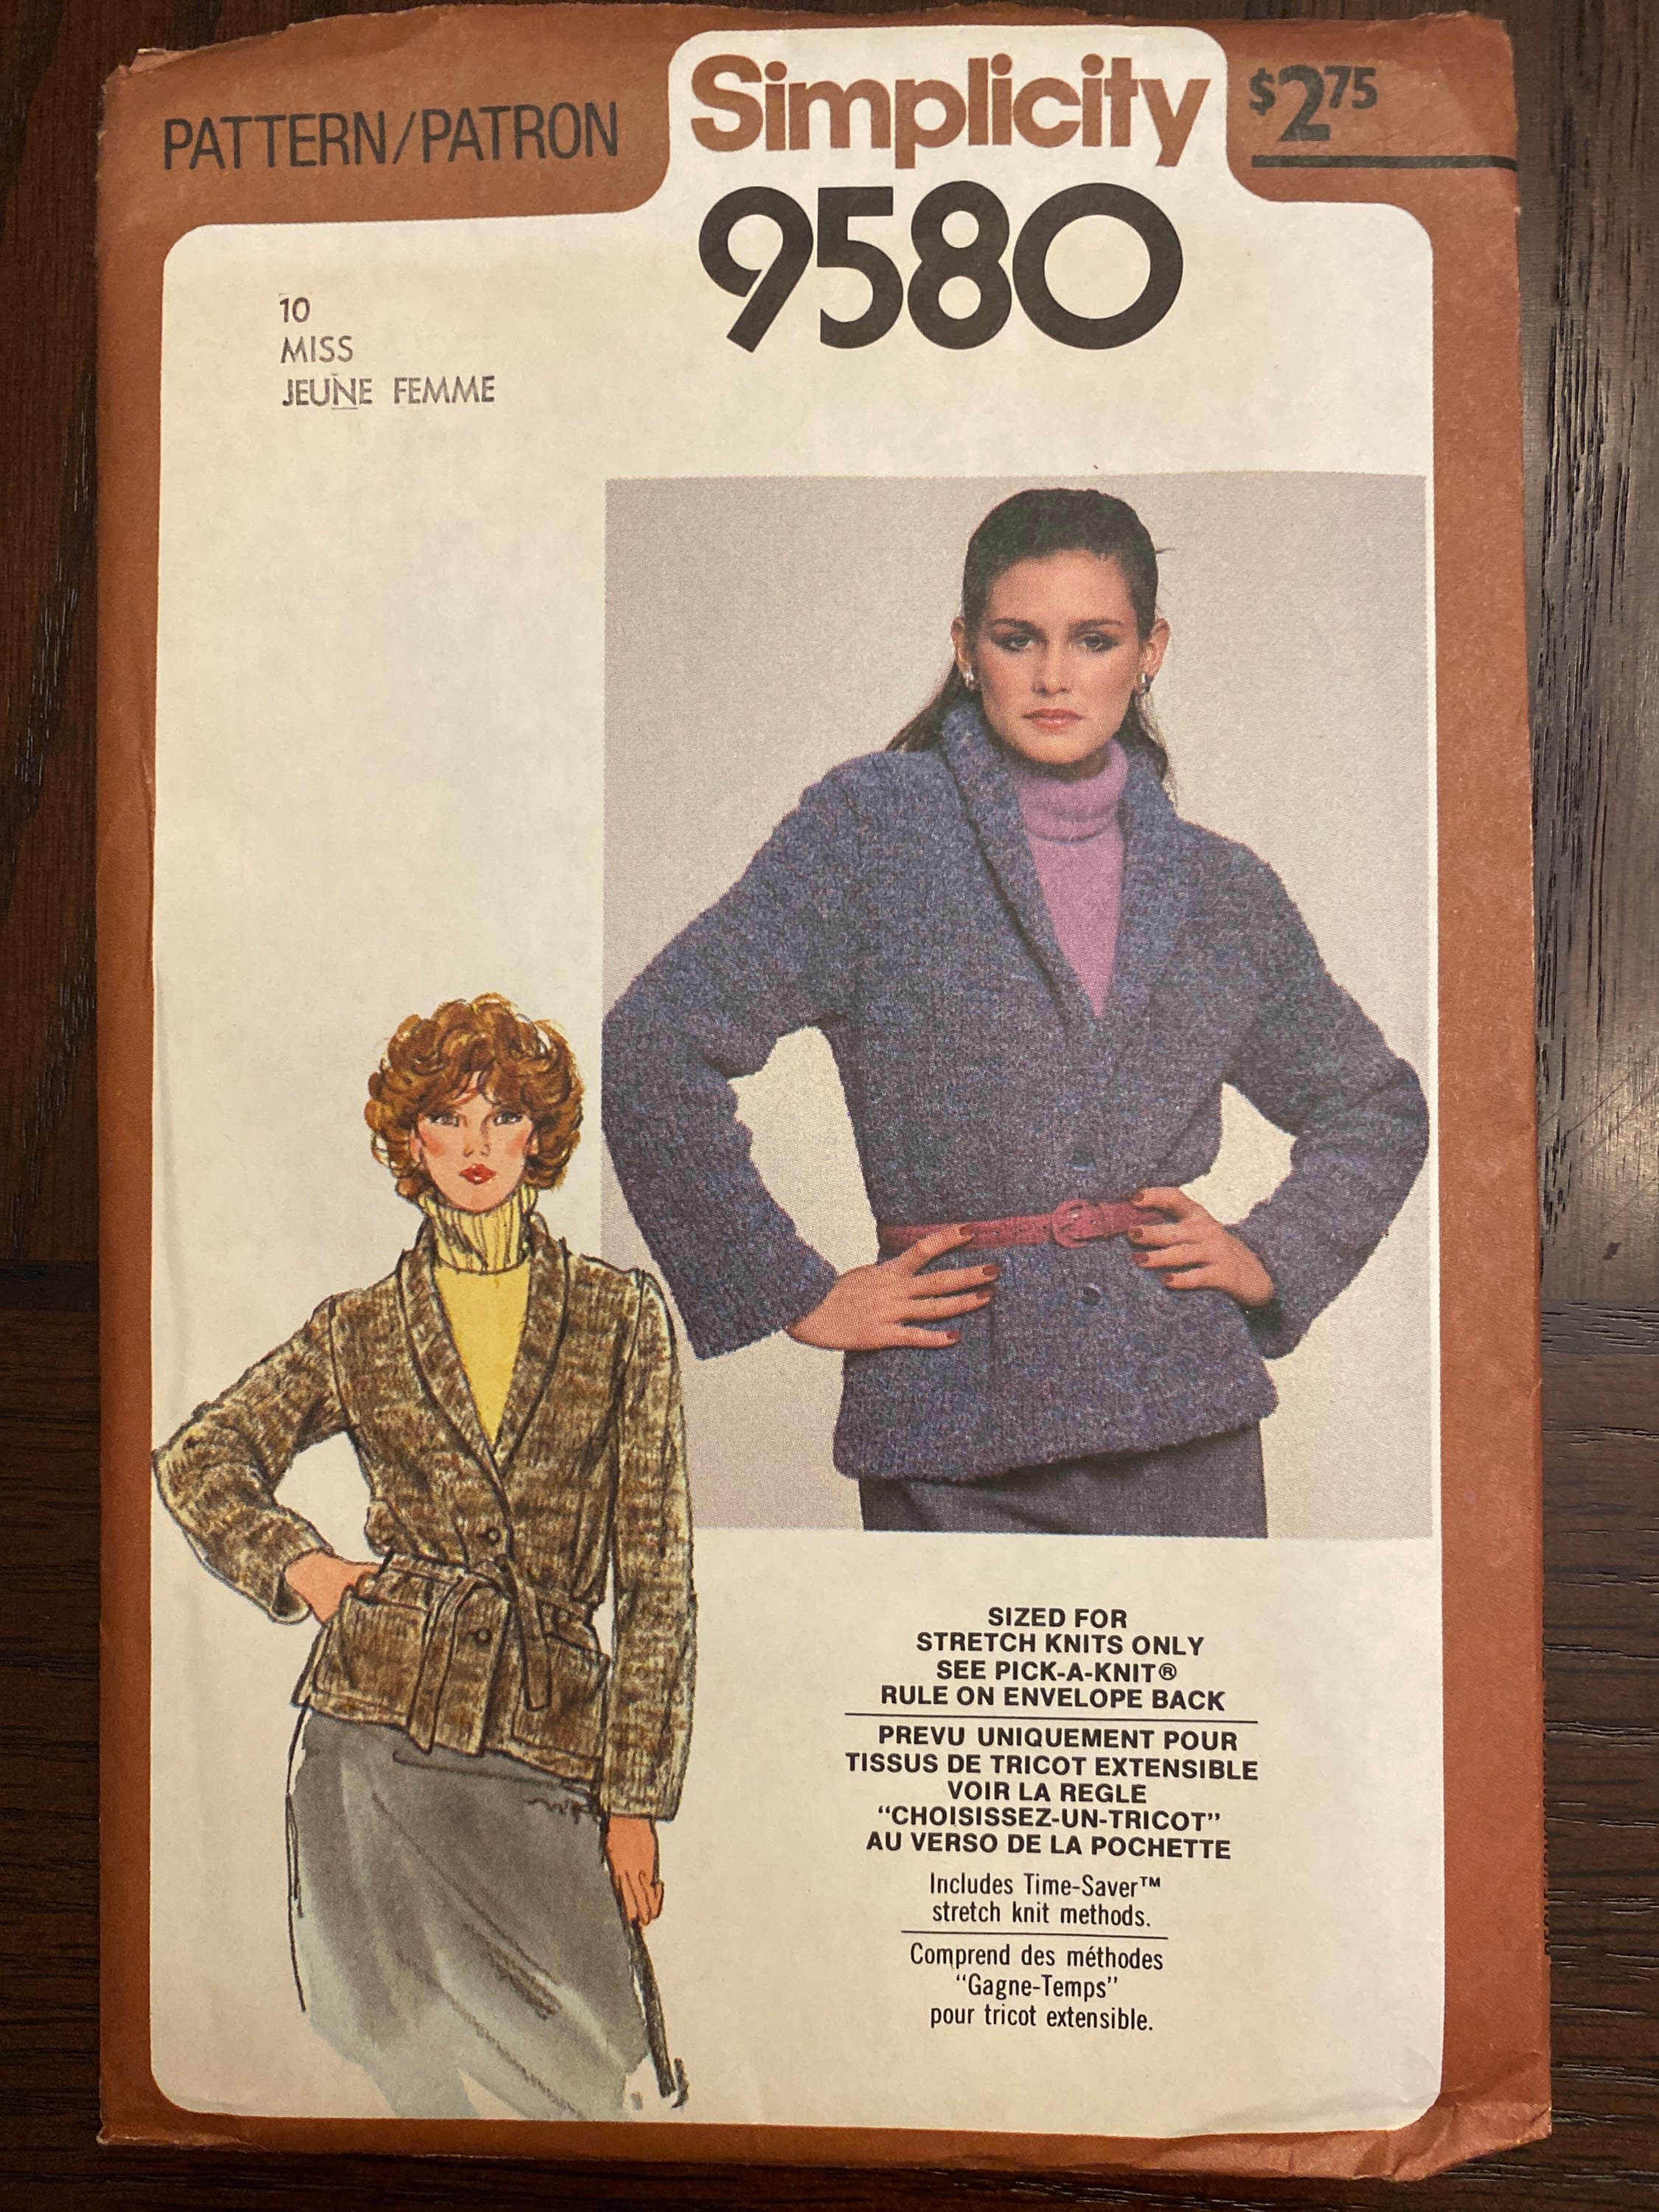 PATTERN/PATRON
Simplicity
$2.75
9580
10
MISS
JEUNE FEMME
SIZED FOR
STRETCH KNITS ONLY
SEE PICK-A-KNIT®
RULE ON ENVELOPE BACK
PREVU UNIQUEMENT POUR
TISSUS DE TRICOT EXTENSIBLE
VOIR LA REGLE
“CHOISISSEZ-UN-TRICOT”
AU VERSO DE LA POCHETTE
Includes Time-Saver™
stretch knit methods.
Comprend des méthodes
“Gagne-Temps”
pour tricot extensible.